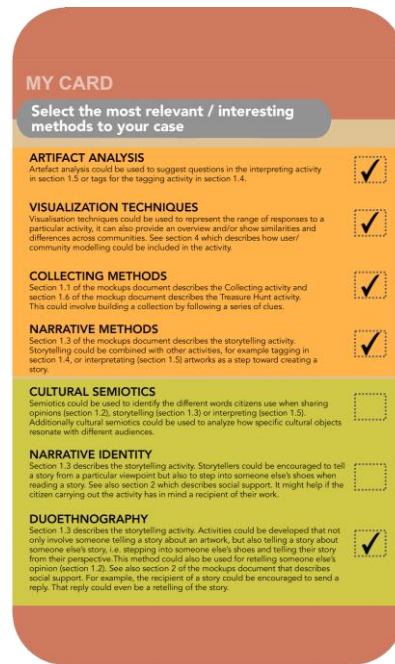 MY CARD
Select the most relevant / interesting
methods to your case
ARTIFACT ANALYSIS
Artefact analysis could be used to suggest questions in the interpreting activity
in section 1.5 or tags for the tagging activity in section 1.4.
VISUALIZATION TECHNIQUES
Visualisation techniques could be used to represent the range of responses to a
particular activity, it can also provide an overview and/or show similarities and
differences across communities. See section 4 which describes how user/
community modelling could be included in the activity.
COLLECTING METHODS
Section 1.1 of the mockups document describes the Collecting activity and
section 1.6 of the mockup document describes the Treasure Hunt activity.
This could involve building a collection by following a series of clues.
NARRATIVE METHODS
Section 1.3 of the mockups document describes the storytelling activity.
Storytelling could be combined with other activities, for example tagging in
section 1.4, or interpretating (section 1.5) artworks as a step toward creating a
story.
CULTURAL SEMIOTICS
Semiotics could be used to identify the different words citizens use when sharing
opinions (section 1.2), storytelling (section 1.3) or interpreting (section 1.5).
Additionally cultural semiotics could be used to analyze how specific cultural objects
resonate with different audiences.
NARRATIVE IDENTITY
Section 1.3 describes the storytelling activity. Storytellers could be encouraged to tell
a story from a particular viewpoint but also to step into someone else's shoes when
reading a story. See also section 2 which describes social support. It might help if the
citizen carrying out the activity has in mind a recipient of their work.
DUOETHNOGRAPHY
Section 1.3 describes the storytelling activity. Activities could be developed that not
only involve someone telling a story about an artwork, but also telling a story about
someone else's story, i.e. stepping into someone else's shoes and telling their story
from their perspective.This method could also be used for retelling someone else's
opinion (section 1.2). See also section 2 of the mockups document that describes
social support. For example, the recipient of a story could be encouraged to send a
reply. That reply could even be a retelling of the story.